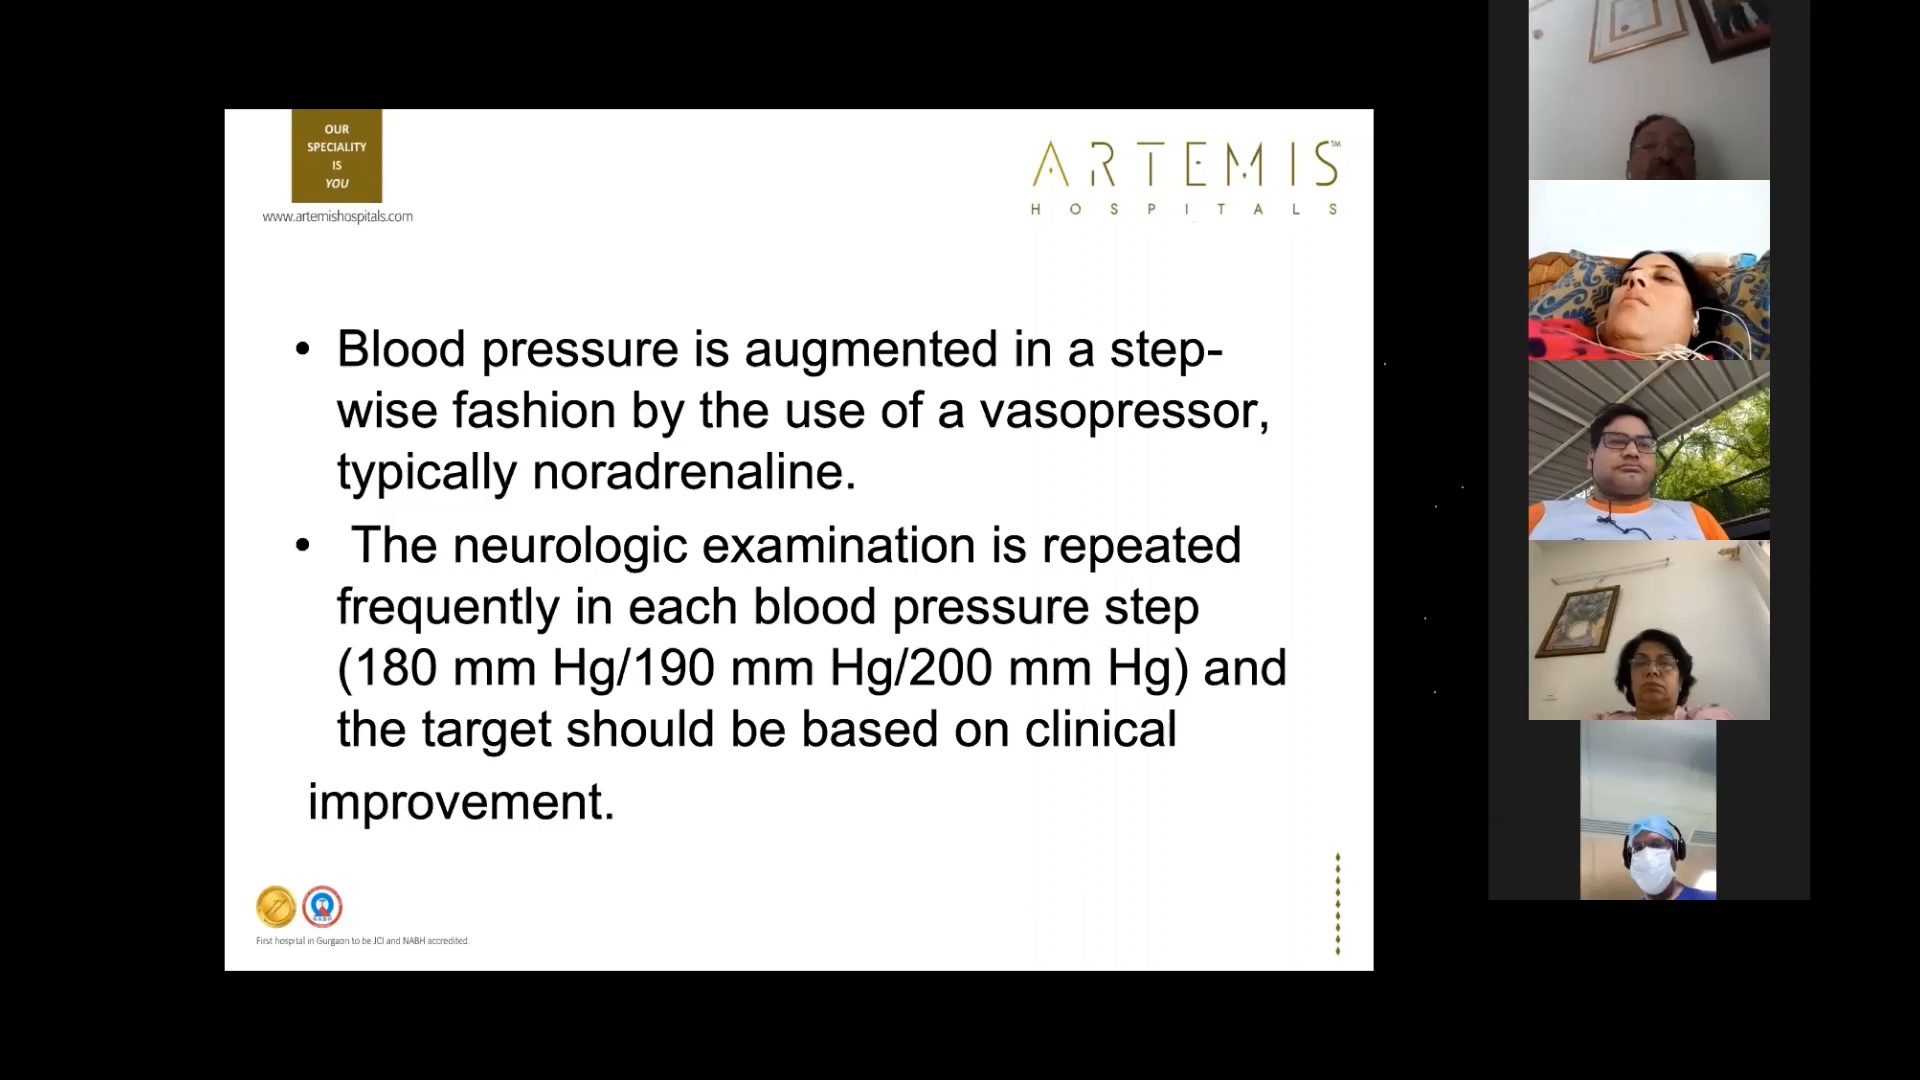 OUR
SPECIALITY
IS
YOU
www.artemishospitals.com
ARTEMIS™
HOSPITALS
• Blood pressure is augmented in a step-
wise fashion by the use of a vasopressor,
typically noradrenaline.
• The neurologic examination is repeated
frequently in each blood pressure step
(180 mm Hg/190 mm Hg/200 mm Hg) and
the target should be based on clinical
improvement.
First hospital in Gurgaon to be JCI and NABH accredited.